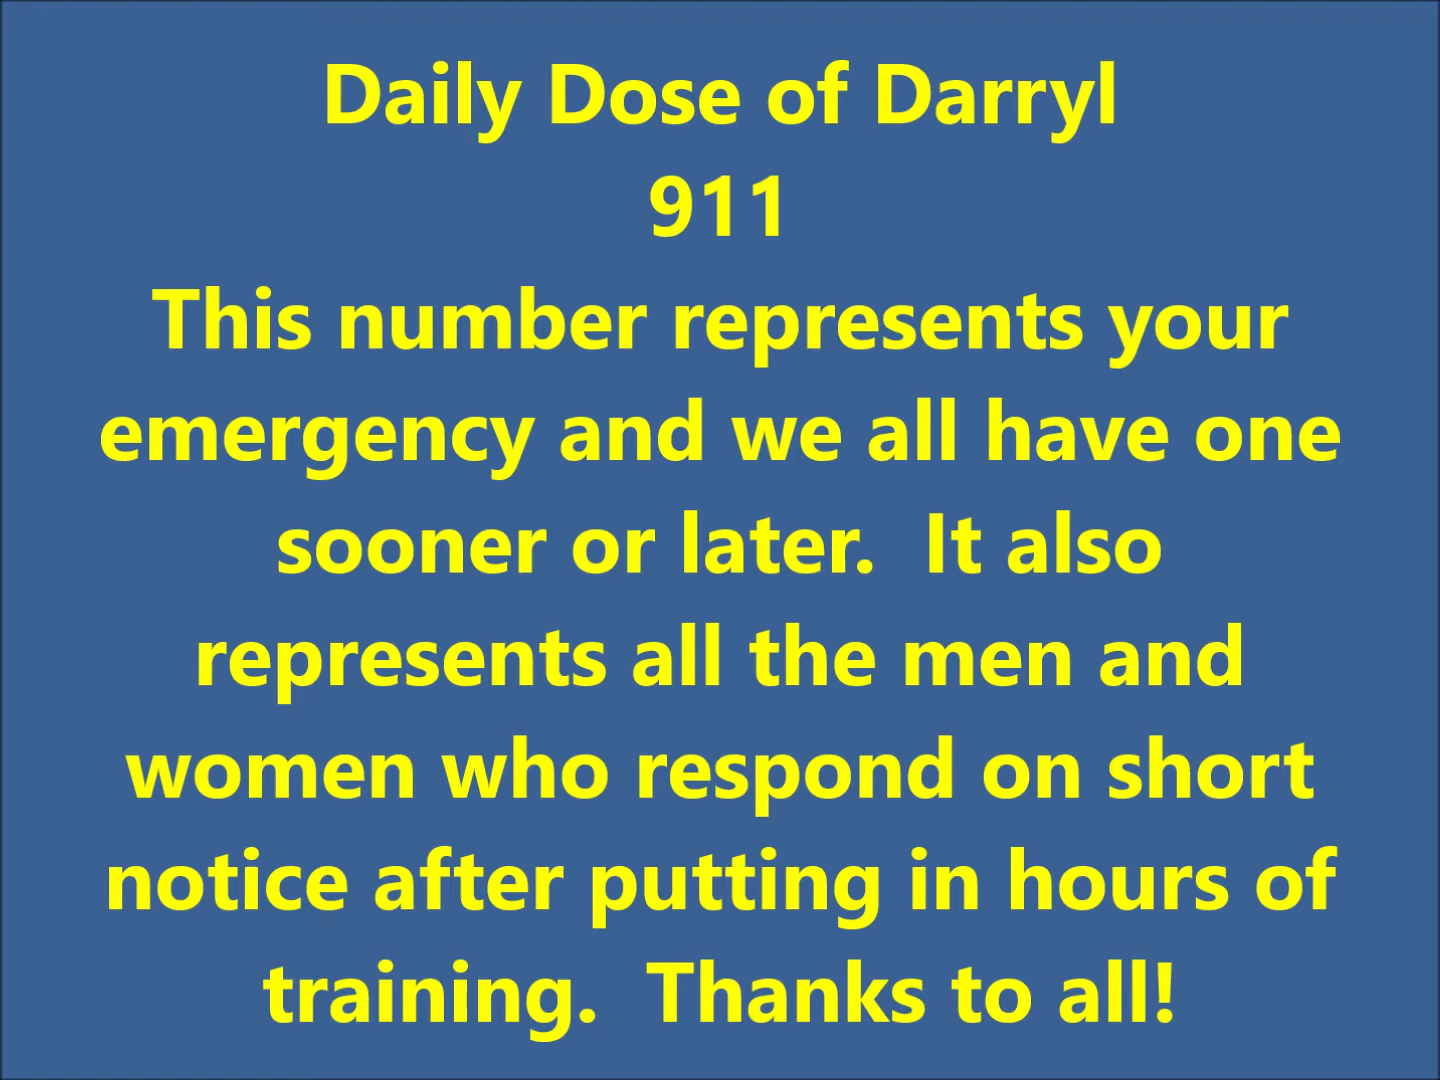 Daily Dose of Darryl
911
This number represents your
emergency and we all have one
sooner or later.  It also
represents all the men and
women who respond on short
notice after putting in hours of
training.  Thanks to all!